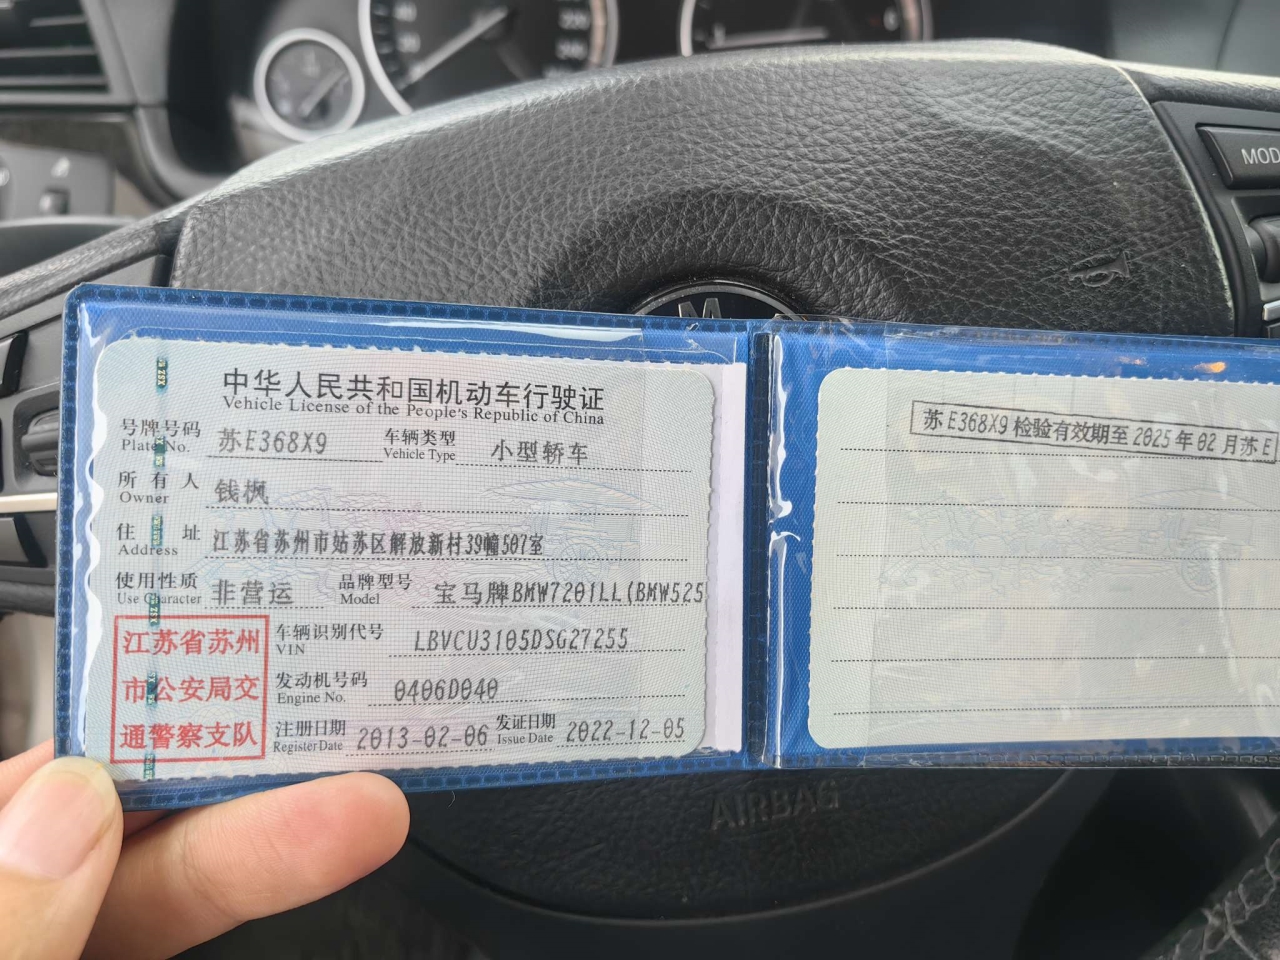 MOD
中华人民共和国机动车行驶证
Vehicle License of the People's Republic of China
号牌号码 苏E368X9 车辆类型 小型轿车
Plate No. Vehicle Type
所有人 钱枫
Owner
住址 江苏省苏州市姑苏区解放新村39幢507室
Address
使用性质 非营运 品牌型号 宝马牌BMW7201LL(BMW525
Use Character Model
江苏省苏州
市公安局交
通警察支队
车辆识别代号 LBVCU3105DSG27255
VIN
发动机号码 0406D040
Engine No.
注册日期 2013-02-06 发证日期 2022-12-05
Register Date Issue Date
苏E368X9检验有效期至2025年02月苏E
AIRBAG